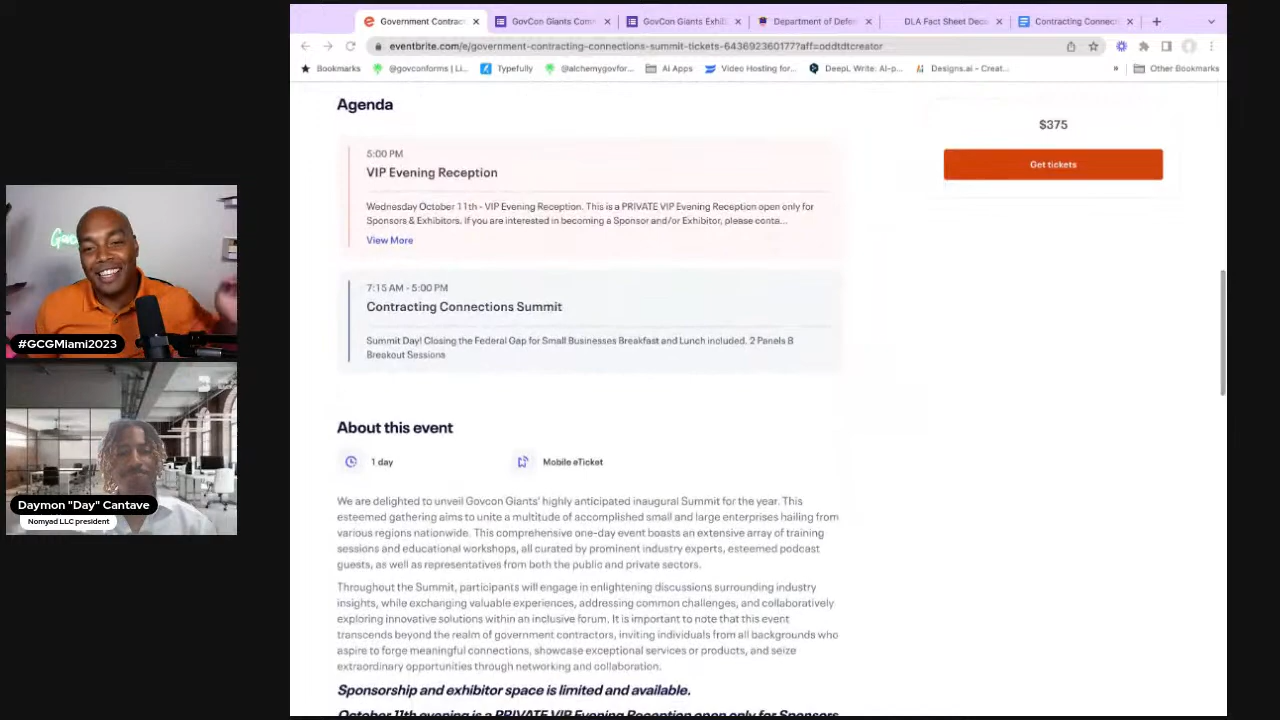 Government Contract
GovCon Giants Com
GovCon Giants Exhi
Department of Defe
DLA Fact Sheet Deci
Contracting Connec
eventbrite.com/e/government-contracting-connections-summit-tickets-643692360177?aff=oddtdtcreator
Bookmarks
@govconforms | Li...
Typefully
@alchemygovfor...
Ai Apps
Video Hosting for...
DeepL Write: AI-p...
Designs.ai - Creat...
»
Other Bookmarks
Agenda
$375
Get tickets
5:00 PM
VIP Evening Reception
Wednesday October 11th - VIP Evening Reception. This is a PRIVATE VIP Evening Reception open only for
Sponsors & Exhibitors. If you are interested in becoming a Sponsor and/or Exhibitor, please conta...
View More
7:15 AM - 5:00 PM
Contracting Connections Summit
Summit Day! Closing the Federal Gap for Small Businesses Breakfast and Lunch included. 2 Panels 8
Breakout Sessions
About this event
1 day
Mobile eTicket
We are delighted to unveil Govcon Giants' highly anticipated inaugural Summit for the year. This
esteemed gathering aims to unite a multitude of accomplished small and large enterprises hailing from
various regions nationwide. This comprehensive one-day event boasts an extensive array of training
sessions and educational workshops, all curated by prominent industry experts, esteemed podcast
guests, as well as representatives from both the public and private sectors.
Throughout the Summit, participants will engage in enlightening discussions surrounding industry
insights, while exchanging valuable experiences, addressing common challenges, and collaboratively
exploring innovative solutions within an inclusive forum. It is important to note that this event
transcends beyond the realm of government contractors, inviting individuals from all backgrounds who
aspire to forge meaningful connections, showcase exceptional services or products, and seize
extraordinary opportunities through networking and collaboration.
Sponsorship and exhibitor space is limited and available.
October 11th evening is a PRIVATE VIP Evening Reception open only for Sponsors
#GCGMiami2023
Daymon "Day" Cantave
Nomyad LLC president